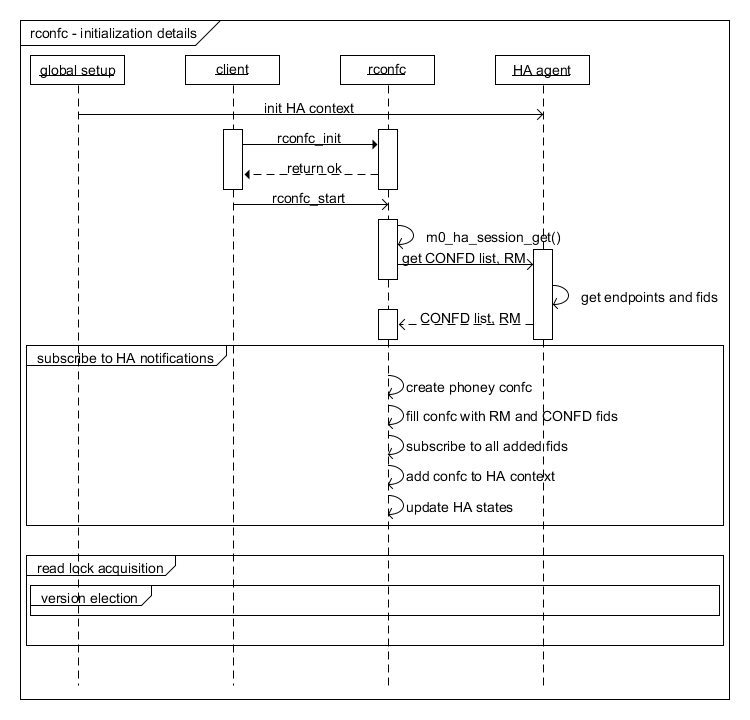 rconfc - initialization details
global setup
client
rconfc
HA agent
init HA context
rconfc_init
return ok
rconfc_start
m0_ha_session_get()
get CONFD list, RM
get endpoints and fids
CONFD list, RM
subscribe to HA notifications
create phoney confc
fill confc with RM and CONFD fids
subscribe to all added fids
add confc to HA context
update HA states
read lock acquisition
version election